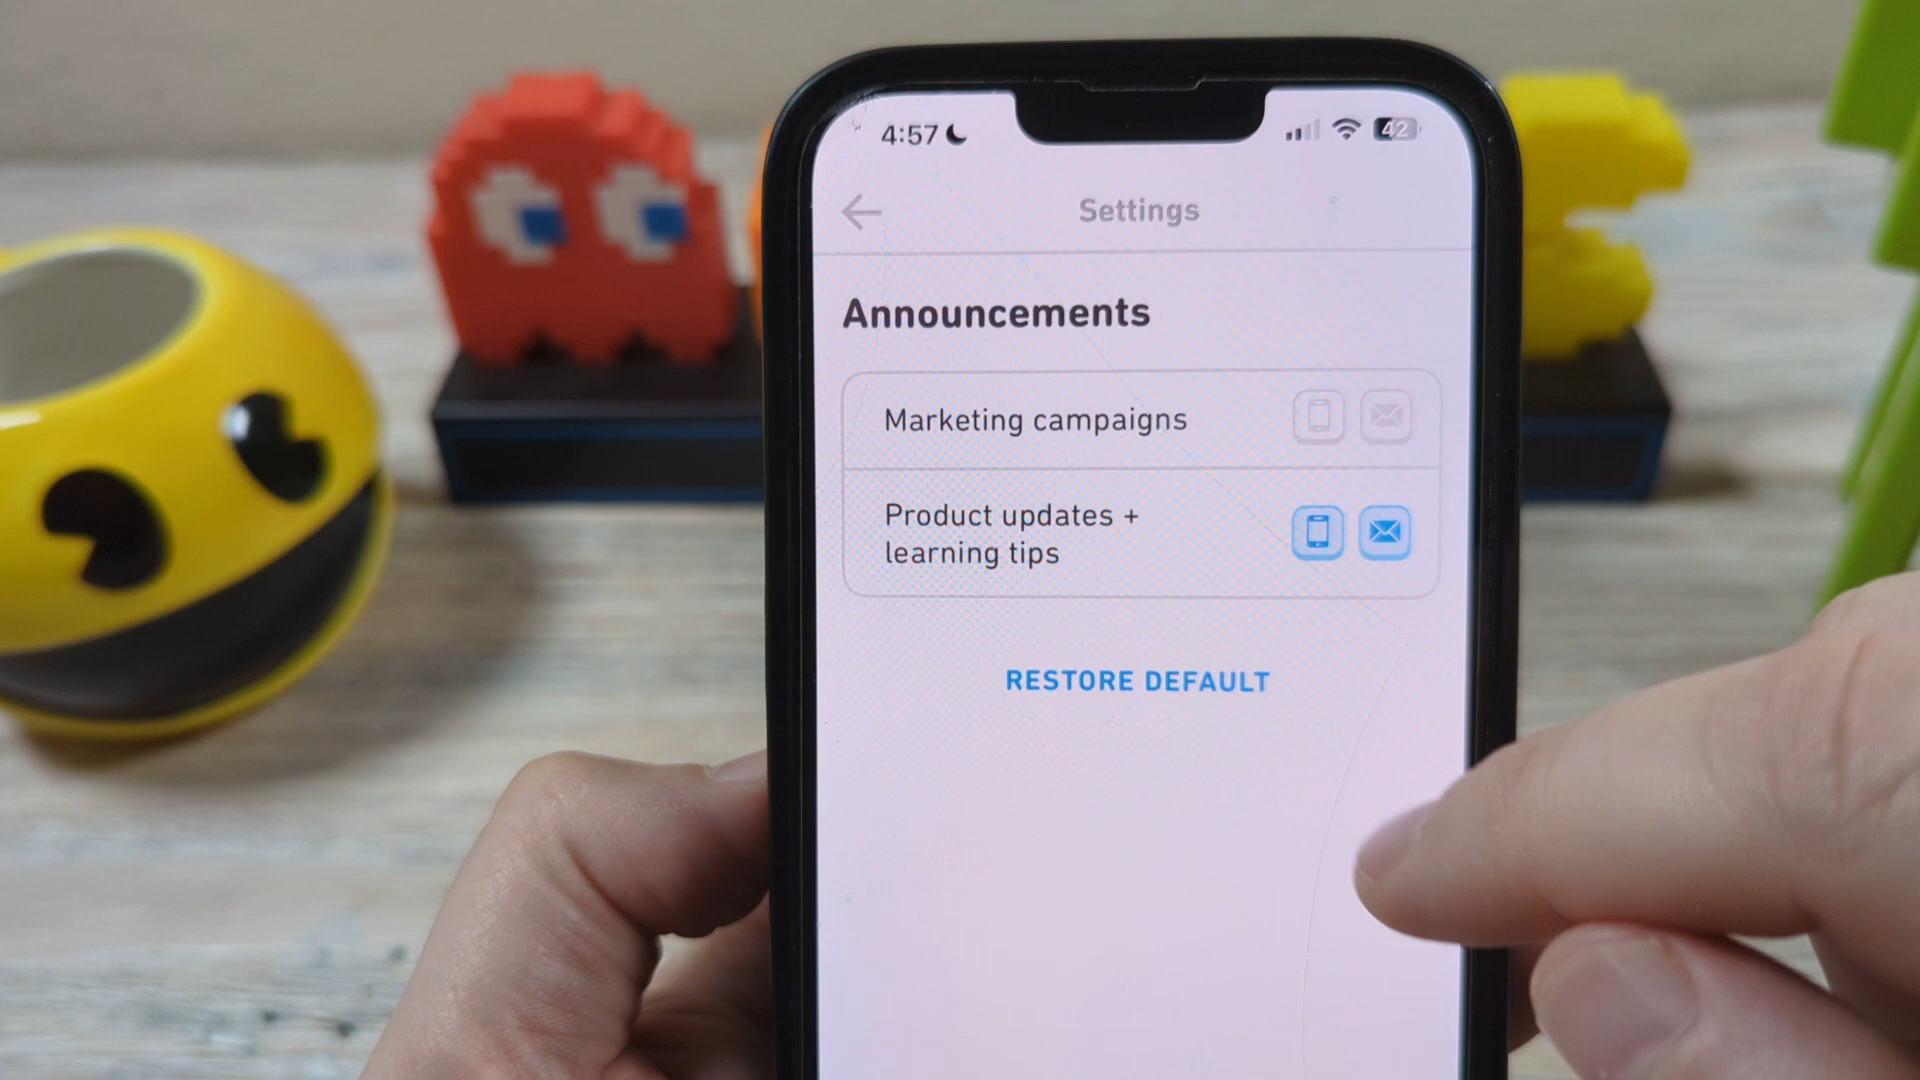 4:57
42
Settings
Announcements
Marketing campaigns
Product updates +
learning tips
RESTORE DEFAULT